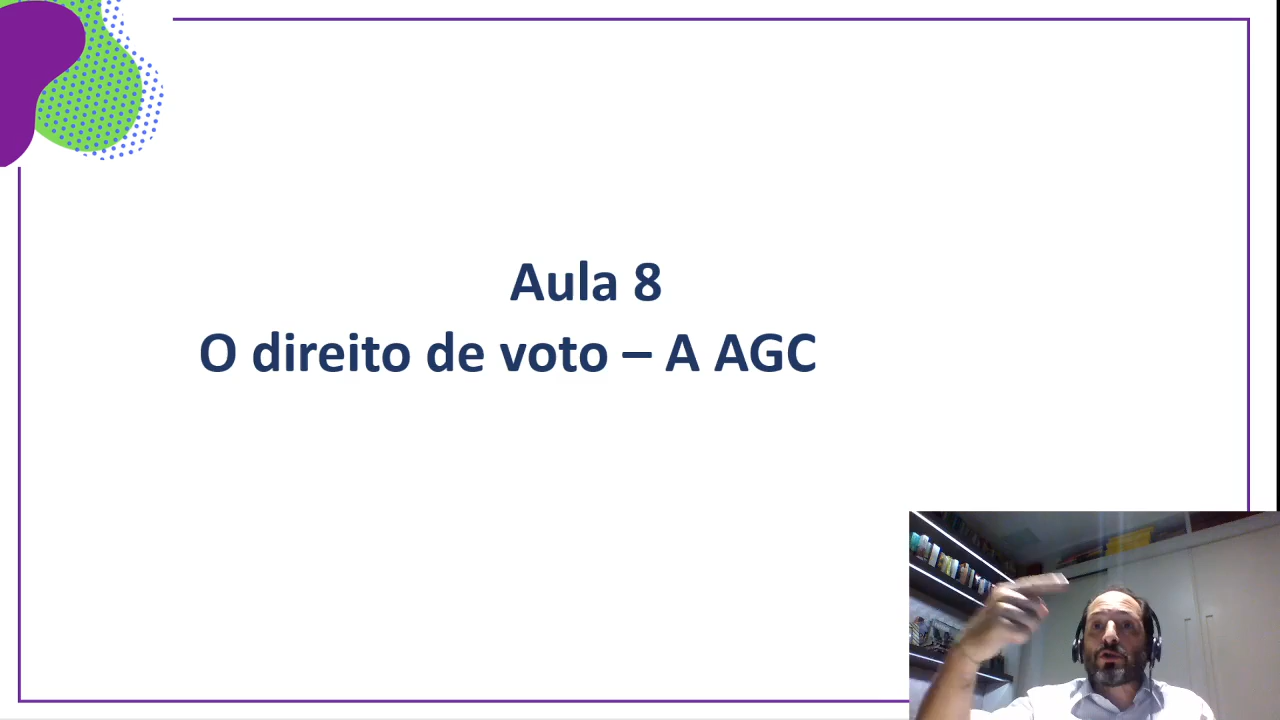 Aula 8
O direito de voto – A AGC